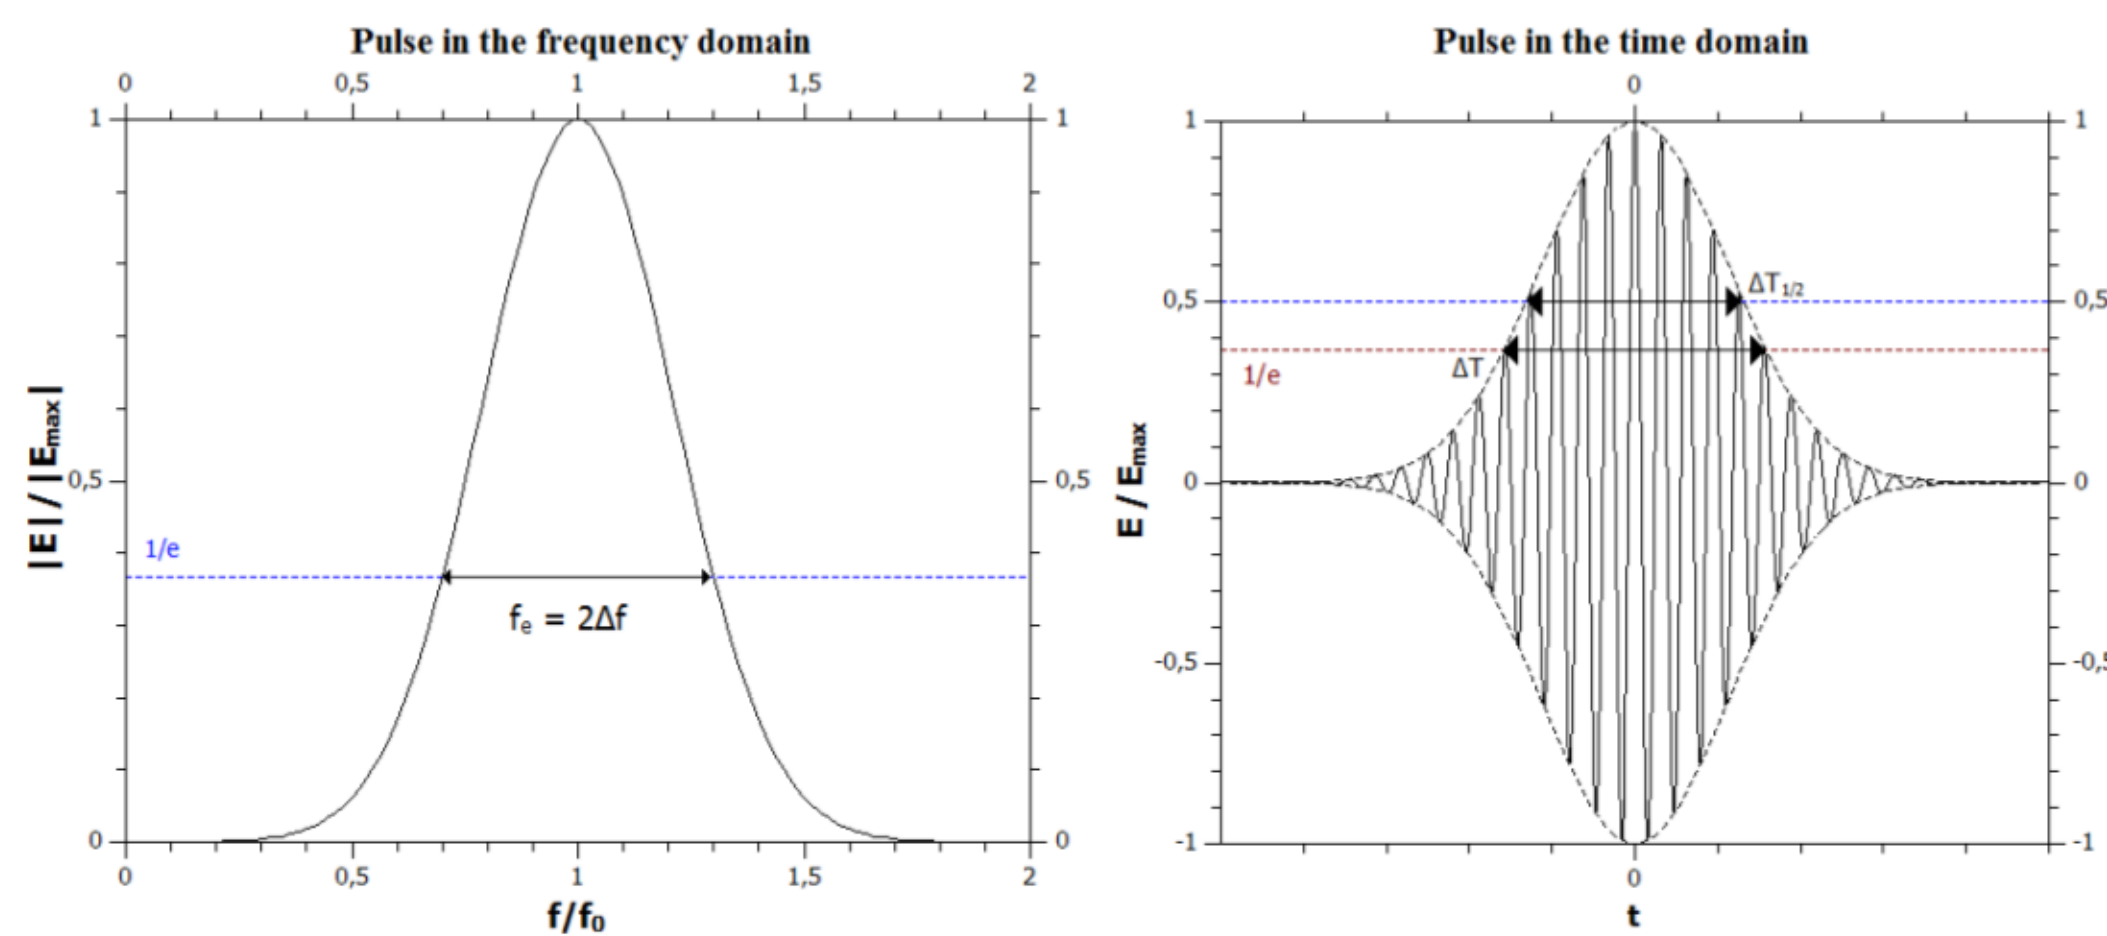 Pulse in the frequency domain
0 0,5 1 1,5 2
1 1
|E| / |Emax|
0,5 0,5
1/e
fe = 2Δf
0 0
0 0,5 1 1,5 2
f/f0
Pulse in the time domain
0
1 1
ΔT1/2
0,5 0,5
ΔT
1/e
E / Emax
0 0
-0,5 -0,5
-1 -1
0
t